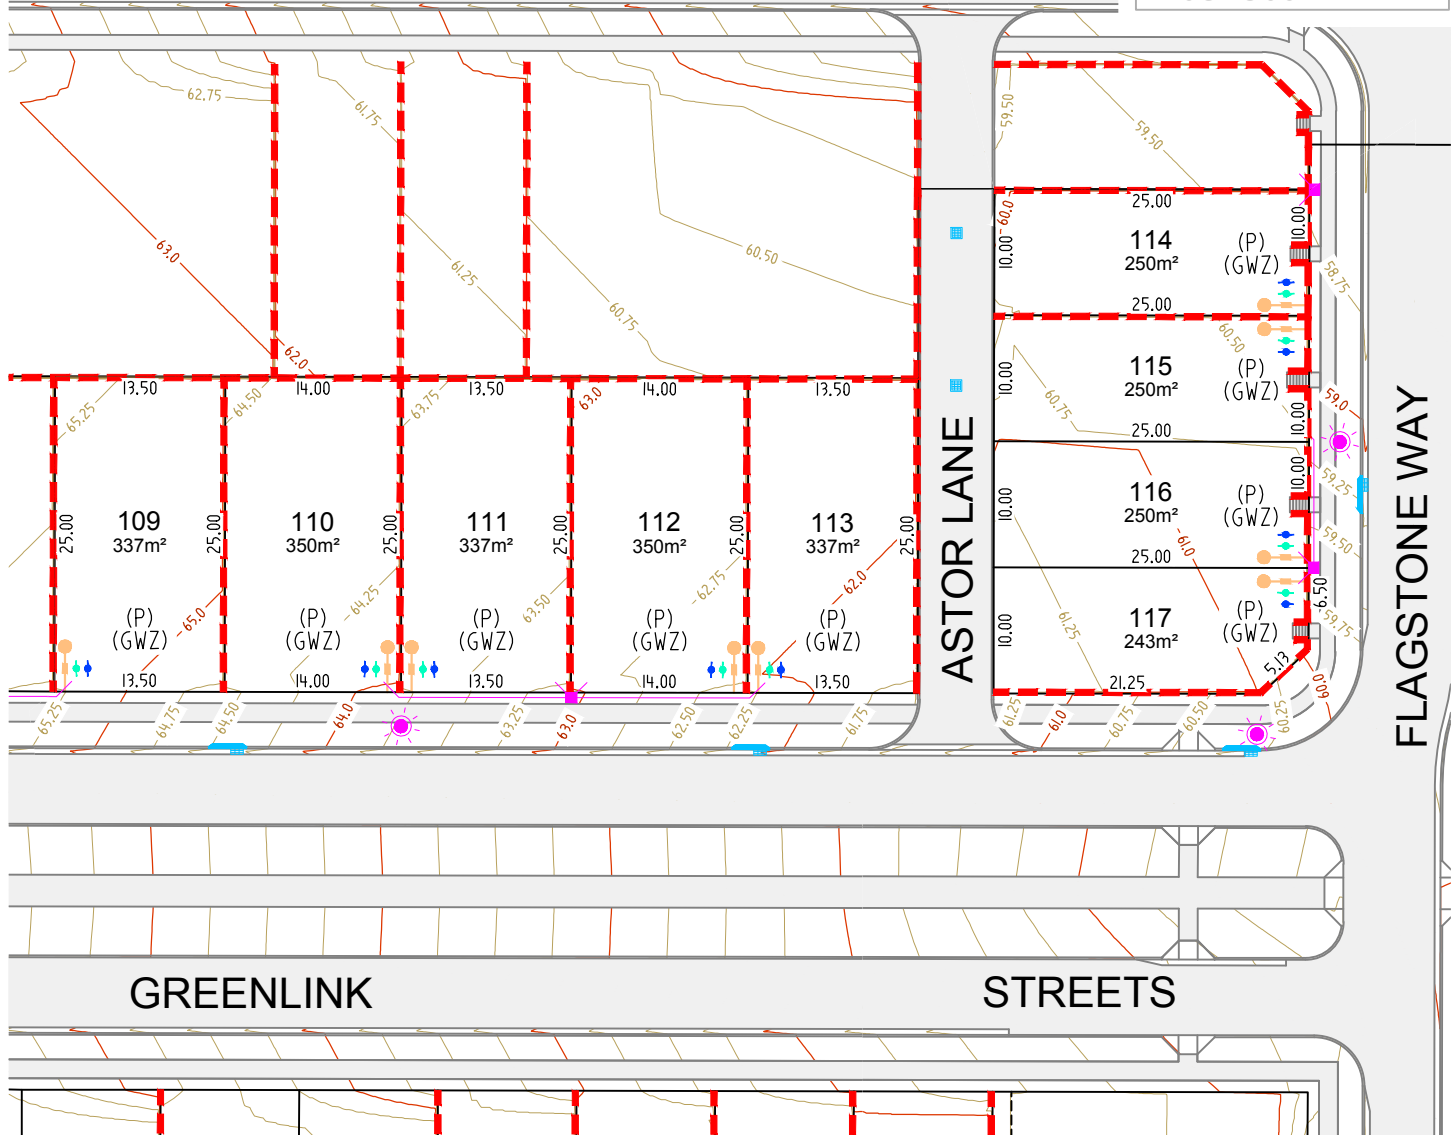 62.75
61.75
59.50
59.50
63.0
61.25
60.50
60.75
62.0
60.0
25.00
10.00
10.00
114
250m²
(P)
(GWZ)
25.00
58.75
60.50
13.50
14.00
13.50
14.00
13.50
65.25
64.50
63.75
63.0
10.00
115
250m²
(P)
(GWZ)
10.00
60.75
25.00
59.0
109
337m²
25.00
(P)
(GWZ)
13.50
25.00
110
350m²
(P)
(GWZ)
14.00
25.00
111
337m²
(P)
(GWZ)
13.50
112
350m²
(P)
(GWZ)
14.00
25.00
113
337m²
(P)
(GWZ)
13.50
25.00
65.0
64.25
63.50
62.75
62.0
ASTOR LANE
10.00
116
250m²
(P)
(GWZ)
10.00
25.00
61.0
59.25
59.50
FLAGSTONE WAY
10.00
61.25
117
243m²
(P)
(GWZ)
6.50
59.75
5.13
21.25
60.0
65.25
64.75
64.50
64.0
63.25
63.0
62.50
62.25
61.75
61.25
61.0
60.75
60.50
60.25
GREENLINK STREETS